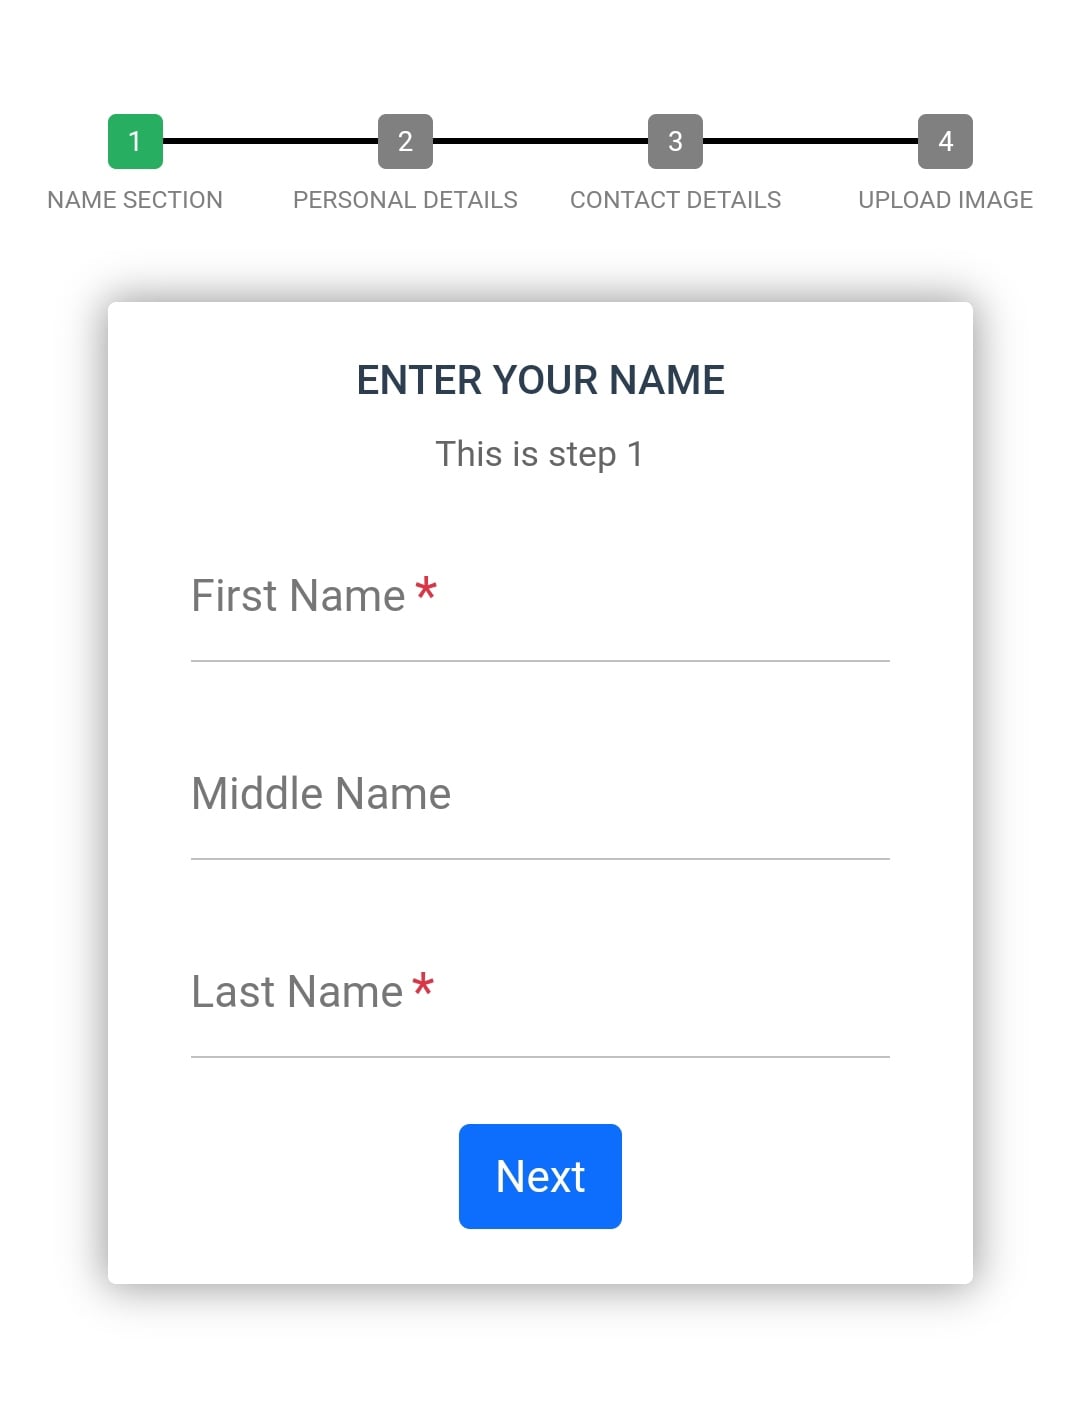 1 2 3 4
NAME SECTION PERSONAL DETAILS CONTACT DETAILS UPLOAD IMAGE
ENTER YOUR NAME
This is step 1
First Name *
Middle Name
Last Name *
Next